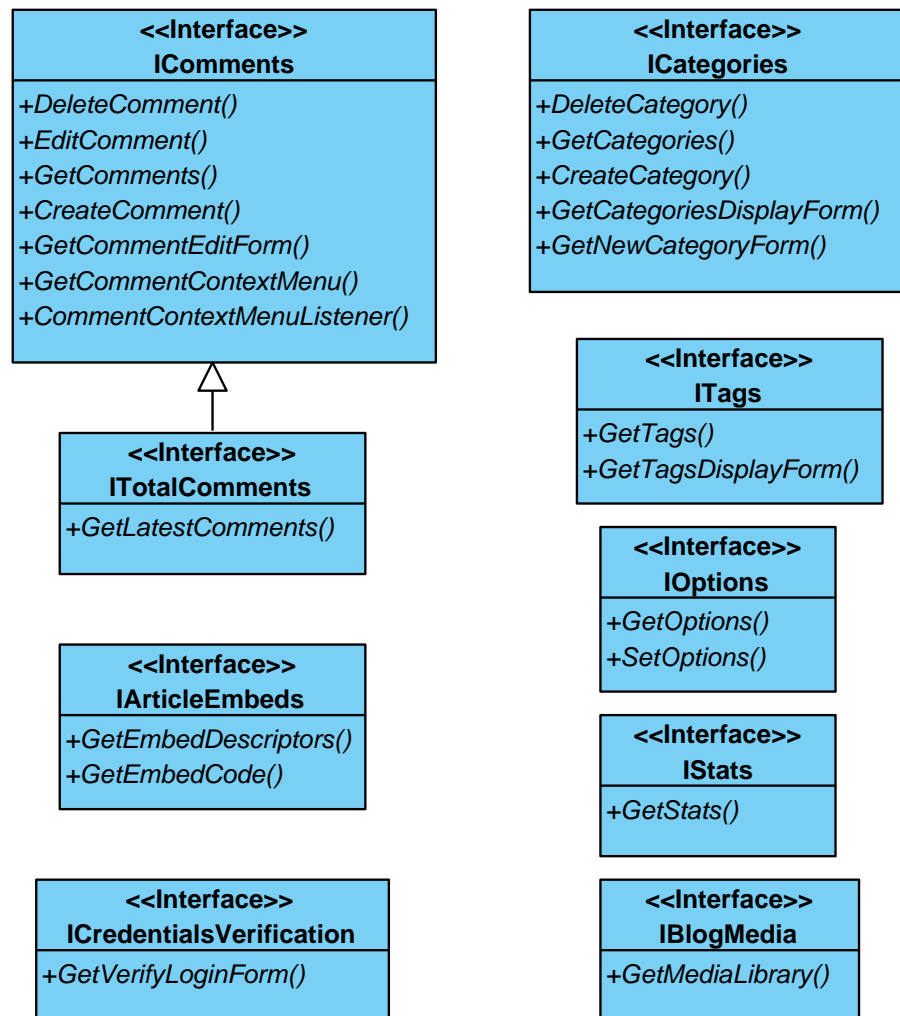 <<Interface>>
IComments
+DeleteComment()
+EditComment()
+GetComments()
+CreateComment()
+GetCommentEditForm()
+GetCommentContextMenu()
+CommentContextMenuListener()
<<Interface>>
ITotalComments
+GetLatestComments()
<<Interface>>
IArticleEmbeds
+GetEmbedDescriptors()
+GetEmbedCode()
<<Interface>>
ICredentialsVerification
+GetVerifyLoginForm()
<<Interface>>
ICategories
+DeleteCategory()
+GetCategories()
+CreateCategory()
+GetCategoriesDisplayForm()
+GetNewCategoryForm()
<<Interface>>
ITags
+GetTags()
+GetTagsDisplayForm()
<<Interface>>
IOptions
+GetOptions()
+SetOptions()
<<Interface>>
IStats
+GetStats()
<<Interface>>
IBlogMedia
+GetMediaLibrary()